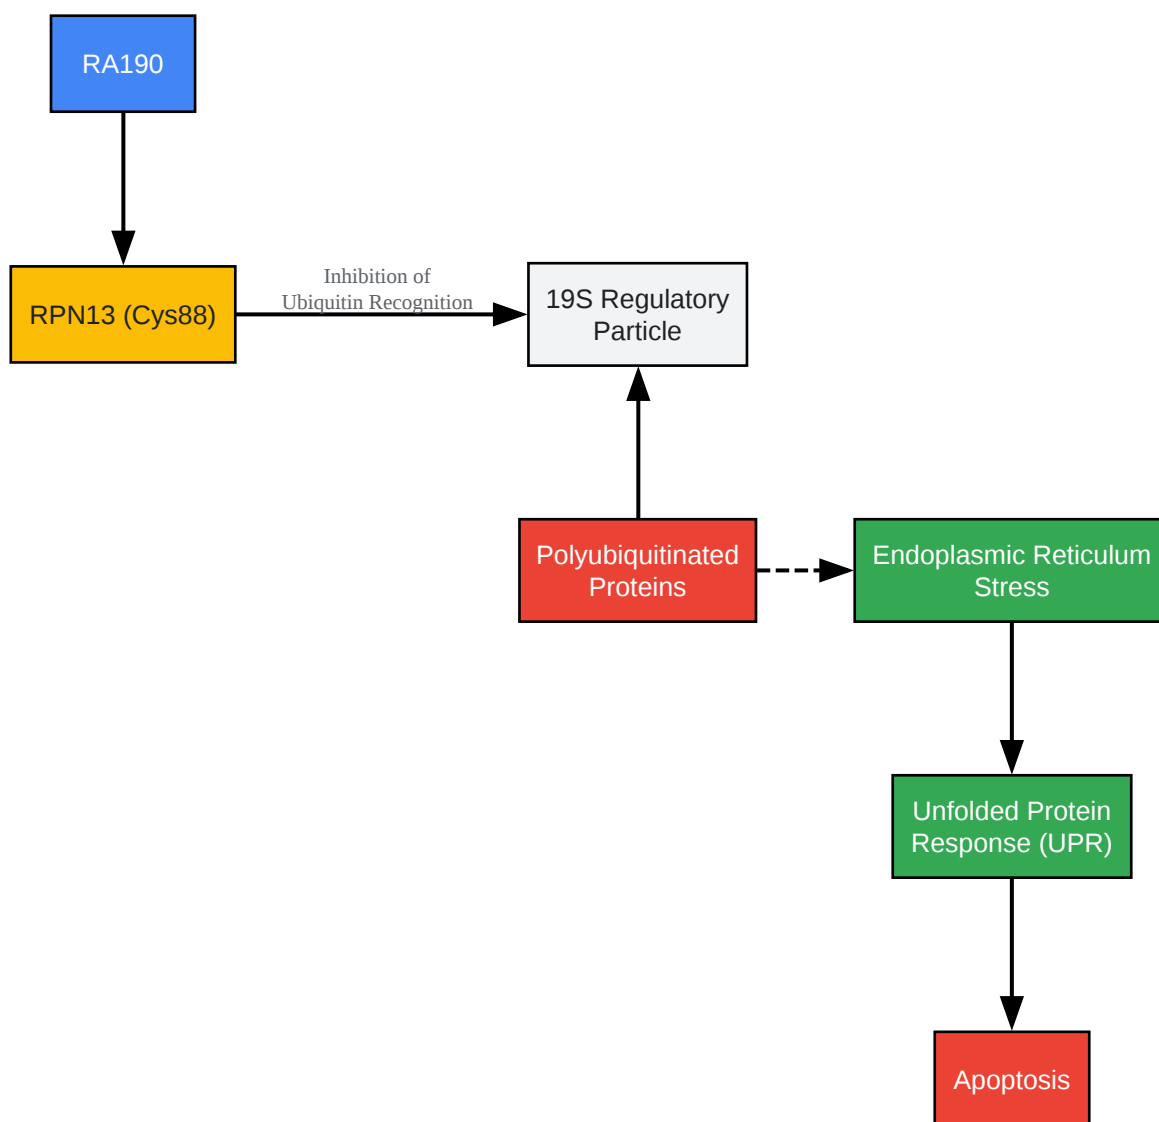 RA190
RPN13 (Cys88)
Inhibition of
Ubiquitin Recognition
19S Regulatory
Particle
Polyubiquitinated
Proteins
Endoplasmic Reticulum
Stress
Unfolded Protein
Response (UPR)
Apoptosis